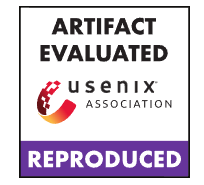 ARTIFACT
EVALUATED
usenix
ASSOCIATION
REPRODUCED